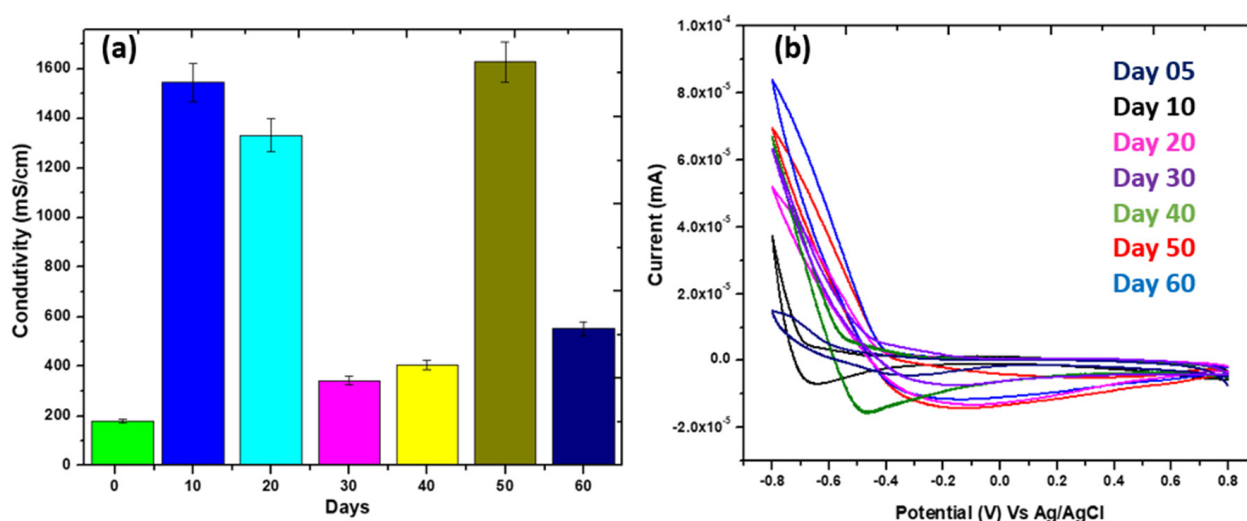 (a)
Condutivity (mS/cm)
1600
1400
1200
1000
800
600
400
200
0
0 10 20 30 40 50 60
Days
(b)
Current (mA)
1.0x10⁻⁴
8.0x10⁻⁵
6.0x10⁻⁵
4.0x10⁻⁵
2.0x10⁻⁵
0.0
-2.0x10⁻⁵
Day 05
Day 10
Day 20
Day 30
Day 40
Day 50
Day 60
-0.8 -0.6 -0.4 -0.2 0.0 0.2 0.4 0.6 0.8
Potential (V) Vs Ag/AgCl